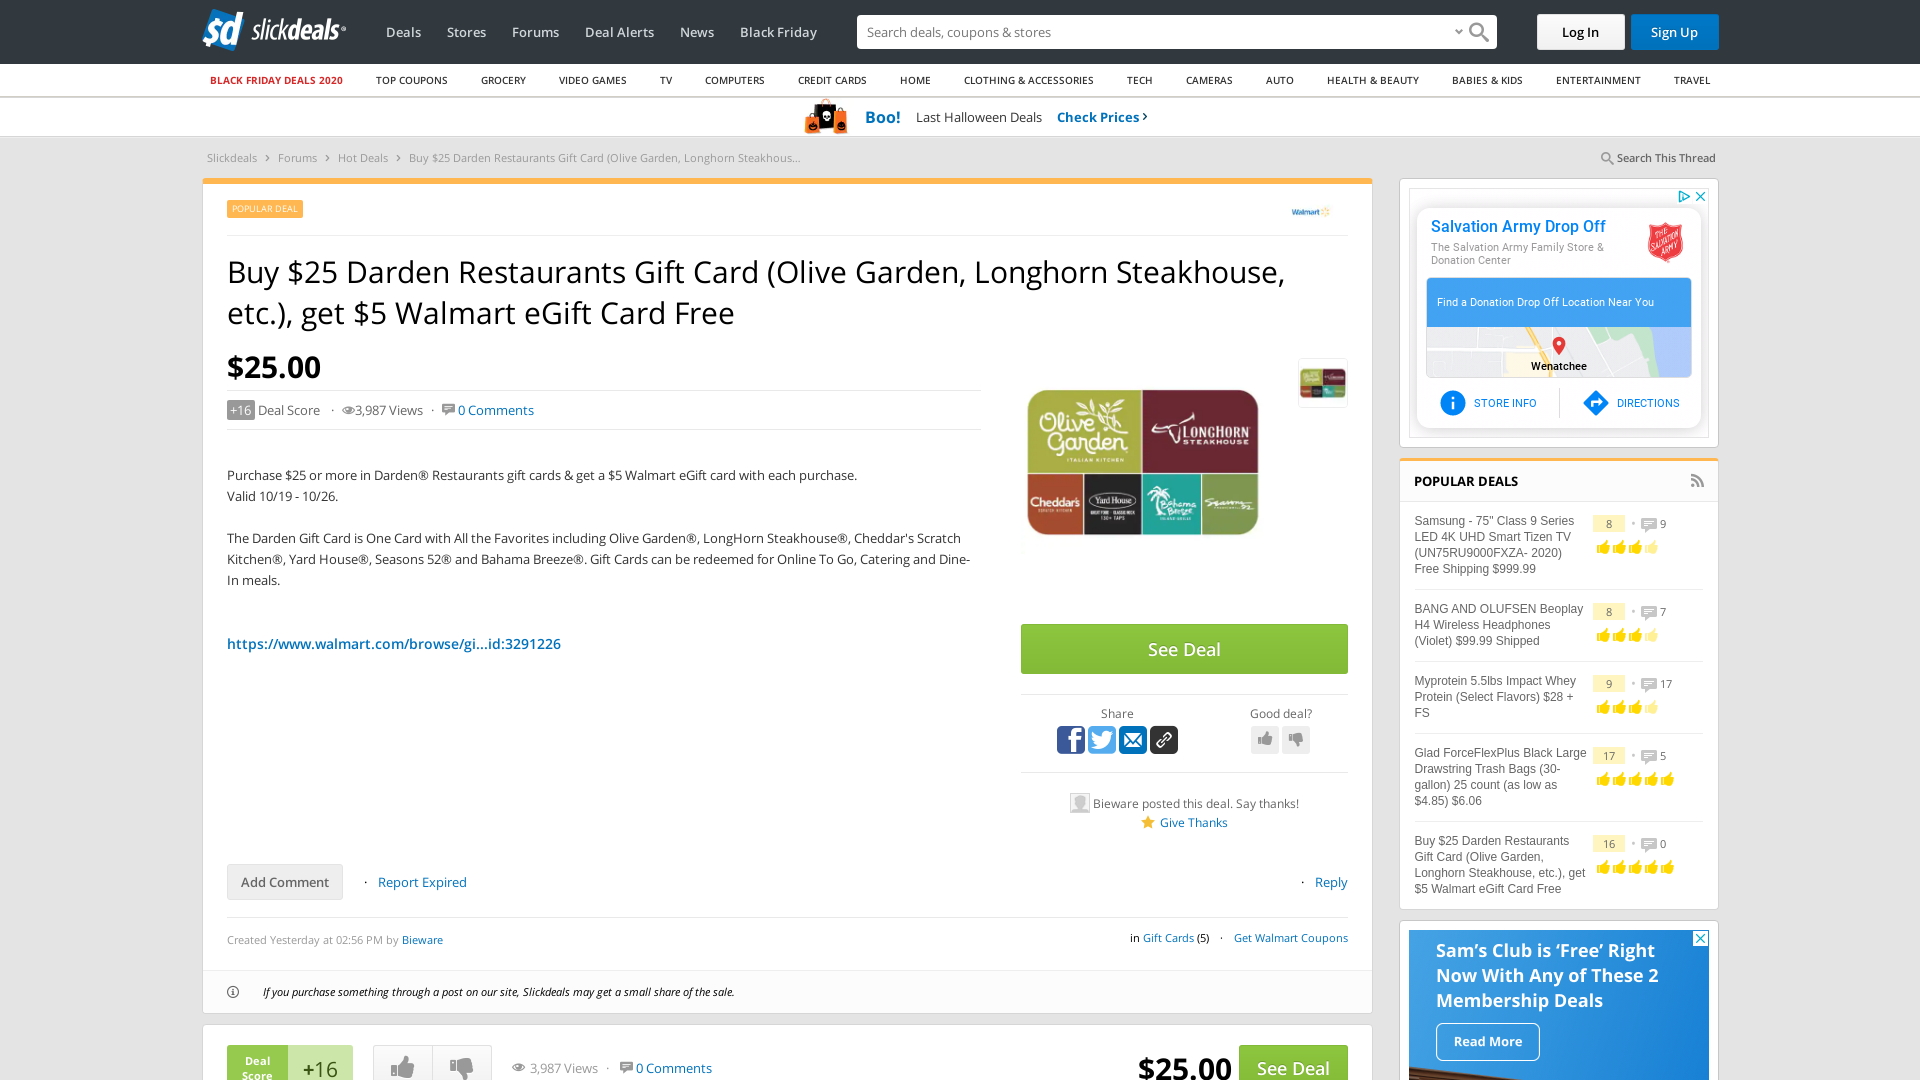 sd slickdeals
Deals
Stores
Forums
Deal Alerts
News
Black Friday
Search deals, coupons & stores
Log In
Sign Up
BLACK FRIDAY DEALS 2020
TOP COUPONS
GROCERY
VIDEO GAMES
TV
COMPUTERS
CREDIT CARDS
HOME
CLOTHING & ACCESSORIES
TECH
CAMERAS
AUTO
HEALTH & BEAUTY
BABIES & KIDS
ENTERTAINMENT
TRAVEL
Boo! Last Halloween Deals Check Prices ›
Slickdeals › Forums › Hot Deals › Buy $25 Darden Restaurants Gift Card (Olive Garden, Longhorn Steakhous...
Search This Thread
POPULAR DEAL
Walmart
Buy $25 Darden Restaurants Gift Card (Olive Garden, Longhorn Steakhouse,
etc.), get $5 Walmart eGift Card Free
$25.00
+16 Deal Score · 3,987 Views · 0 Comments
Purchase $25 or more in Darden® Restaurants gift cards & get a $5 Walmart eGift card with each purchase.
Valid 10/19 - 10/26.
The Darden Gift Card is One Card with All the Favorites including Olive Garden®, LongHorn Steakhouse®, Cheddar's Scratch
Kitchen®, Yard House®, Seasons 52® and Bahama Breeze®. Gift Cards can be redeemed for Online To Go, Catering and Dine-
In meals.
https://www.walmart.com/browse/gi...id:3291226
Olive
Garden
ITALIAN KITCHEN
LONGHORN
STEAKHOUSE
Cheddar's
SCRATCH KITCHEN
Yard House
Bahama
Breeze
Seasons 52
See Deal
Share
Good deal?
Bieware posted this deal. Say thanks!
Give Thanks
Add Comment · Report Expired
· Reply
Created Yesterday at 02:56 PM by Bieware
in Gift Cards (5) · Get Walmart Coupons
If you purchase something through a post on our site, Slickdeals may get a small share of the sale.
Deal
Score
+16
3,987 Views · 0 Comments
$25.00
See Deal
Salvation Army Drop Off
The Salvation Army Family Store &
Donation Center
THE
SALVATION
ARMY
Find a Donation Drop Off Location Near You
Wenatchee
STORE INFO
DIRECTIONS
POPULAR DEALS
Samsung - 75" Class 9 Series
LED 4K UHD Smart Tizen TV
(UN75RU9000FXZA- 2020)
Free Shipping $999.99
8 • 9
BANG AND OLUFSEN Beoplay
H4 Wireless Headphones
(Violet) $99.99 Shipped
8 • 7
Myprotein 5.5lbs Impact Whey
Protein (Select Flavors) $28 +
FS
9 • 17
Glad ForceFlexPlus Black Large
Drawstring Trash Bags (30-
gallon) 25 count (as low as
$4.85) $6.06
17 • 5
Buy $25 Darden Restaurants
Gift Card (Olive Garden,
Longhorn Steakhouse, etc.), get
$5 Walmart eGift Card Free
16 • 0
Sam's Club is 'Free' Right
Now With Any of These 2
Membership Deals
Read More